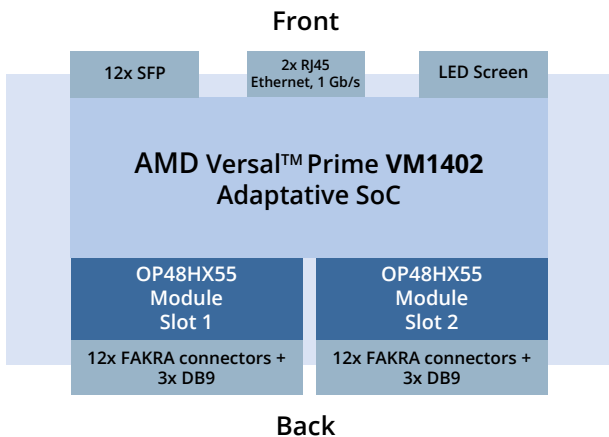 Front
12x SFP
2x RJ45
Ethernet, 1 Gb/s
LED Screen
AMD Versal™ Prime VM1402
Adaptative SoC
OP48HX55
Module
Slot 1
OP48HX55
Module
Slot 2
12x FAKRA connectors +
3x DB9
12x FAKRA connectors +
3x DB9
Back